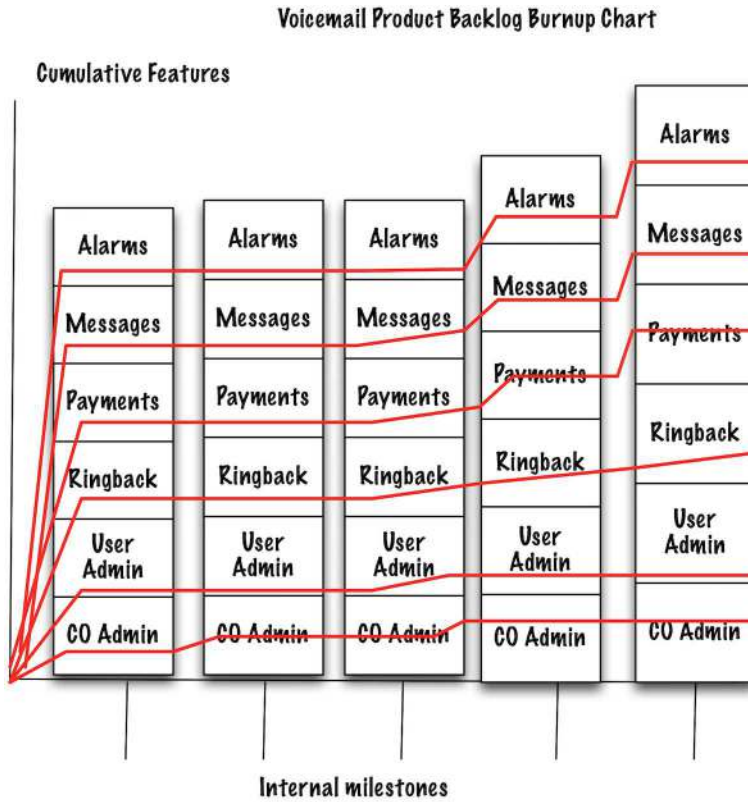 Voicemail Product Backlog Burnup Chart
Cumulative Features
Alarms
Messages
Payments
Ringback
User
Admin
CO Admin
Alarms
Messages
Payments
Ringback
User
Admin
CO Admin
Alarms
Messages
Payments
Ringback
User
Admin
CO Admin
Alarms
Messages
Payments
Ringback
User
Admin
CO Admin
Alarms
Messages
Payments
Ringback
User
Admin
CO Admin
Internal milestones